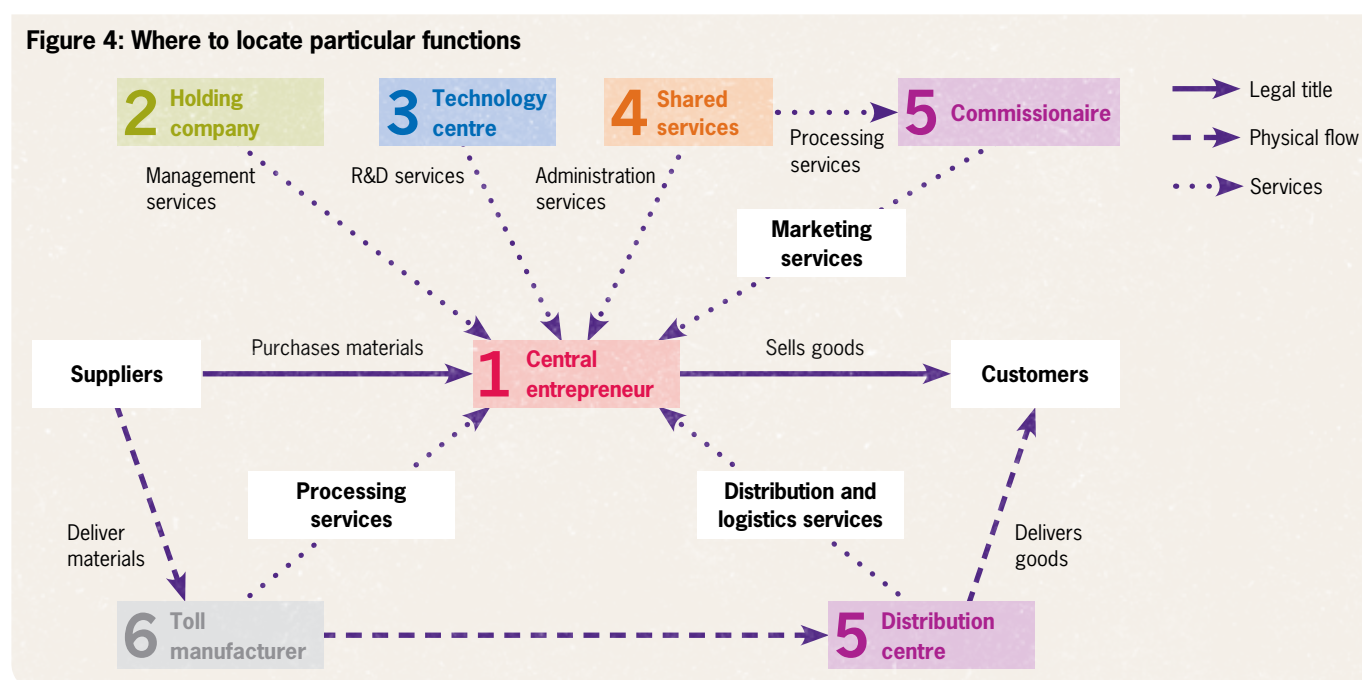 Figure 4: Where to locate particular functions
2 Holding
company
3 Technology
centre
4 Shared
services
Processing
services
5 Commissionaire
Legal title
Physical flow
Services
Management
services
R&D services
Administration
services
Marketing
services
Suppliers
Purchases materials
1 Central
entrepreneur
Sells goods
Customers
Processing
services
Distribution and
logistics services
Deliver
materials
Delivers
goods
6 Toll
manufacturer
5 Distribution
centre